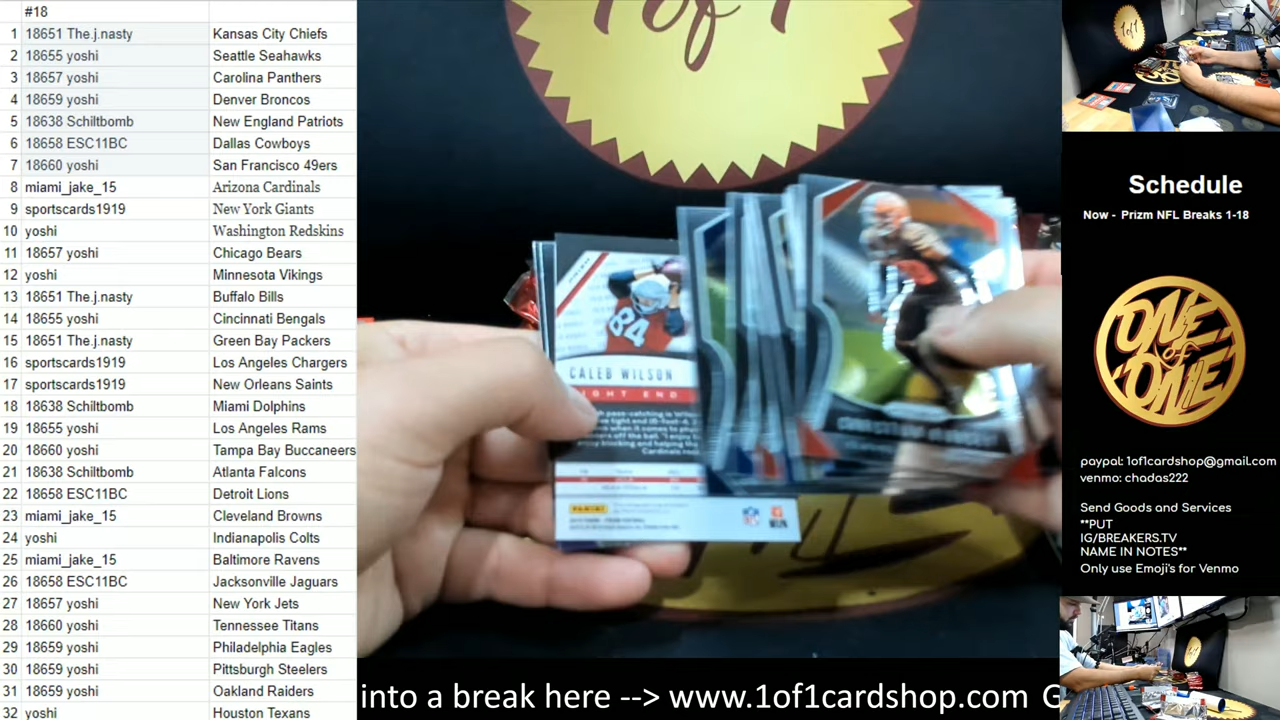 #18
1 18651 The.j.nasty Kansas City Chiefs
2 18655 yoshi Seattle Seahawks
3 18657 yoshi Carolina Panthers
4 18659 yoshi Denver Broncos
5 18638 Schiltbomb New England Patriots
6 18658 ESC11BC Dallas Cowboys
7 18660 yoshi San Francisco 49ers
8 miami_jake_15 Arizona Cardinals
9 sportscards1919 New York Giants
10 yoshi Washington Redskins
11 18657 yoshi Chicago Bears
12 yoshi Minnesota Vikings
13 18651 The.j.nasty Buffalo Bills
14 18655 yoshi Cincinnati Bengals
15 18651 The.j.nasty Green Bay Packers
16 sportscards1919 Los Angeles Chargers
17 sportscards1919 New Orleans Saints
18 18638 Schiltbomb Miami Dolphins
19 18655 yoshi Los Angeles Rams
20 18660 yoshi Tampa Bay Buccaneers
21 18638 Schiltbomb Atlanta Falcons
22 18658 ESC11BC Detroit Lions
23 miami_jake_15 Cleveland Browns
24 yoshi Indianapolis Colts
25 miami_jake_15 Baltimore Ravens
26 18658 ESC11BC Jacksonville Jaguars
27 18657 yoshi New York Jets
28 18660 yoshi Tennessee Titans
29 18659 yoshi Philadelphia Eagles
30 18659 yoshi Pittsburgh Steelers
31 18659 yoshi Oakland Raiders
32 yoshi Houston Texans
1 of 1
84
CALEB WILSON
PANINI
into a break here --> www.1of1cardshop.com G
1of1
Schedule
Now - Prizm NFL Breaks 1-18
ONE
of
ONE
paypal: 1of1cardshop@gmail.com
venmo: chadas222
Send Goods and Services
**PUT
IG/BREAKERS.TV
NAME IN NOTES**
Only use Emoji's for Venmo